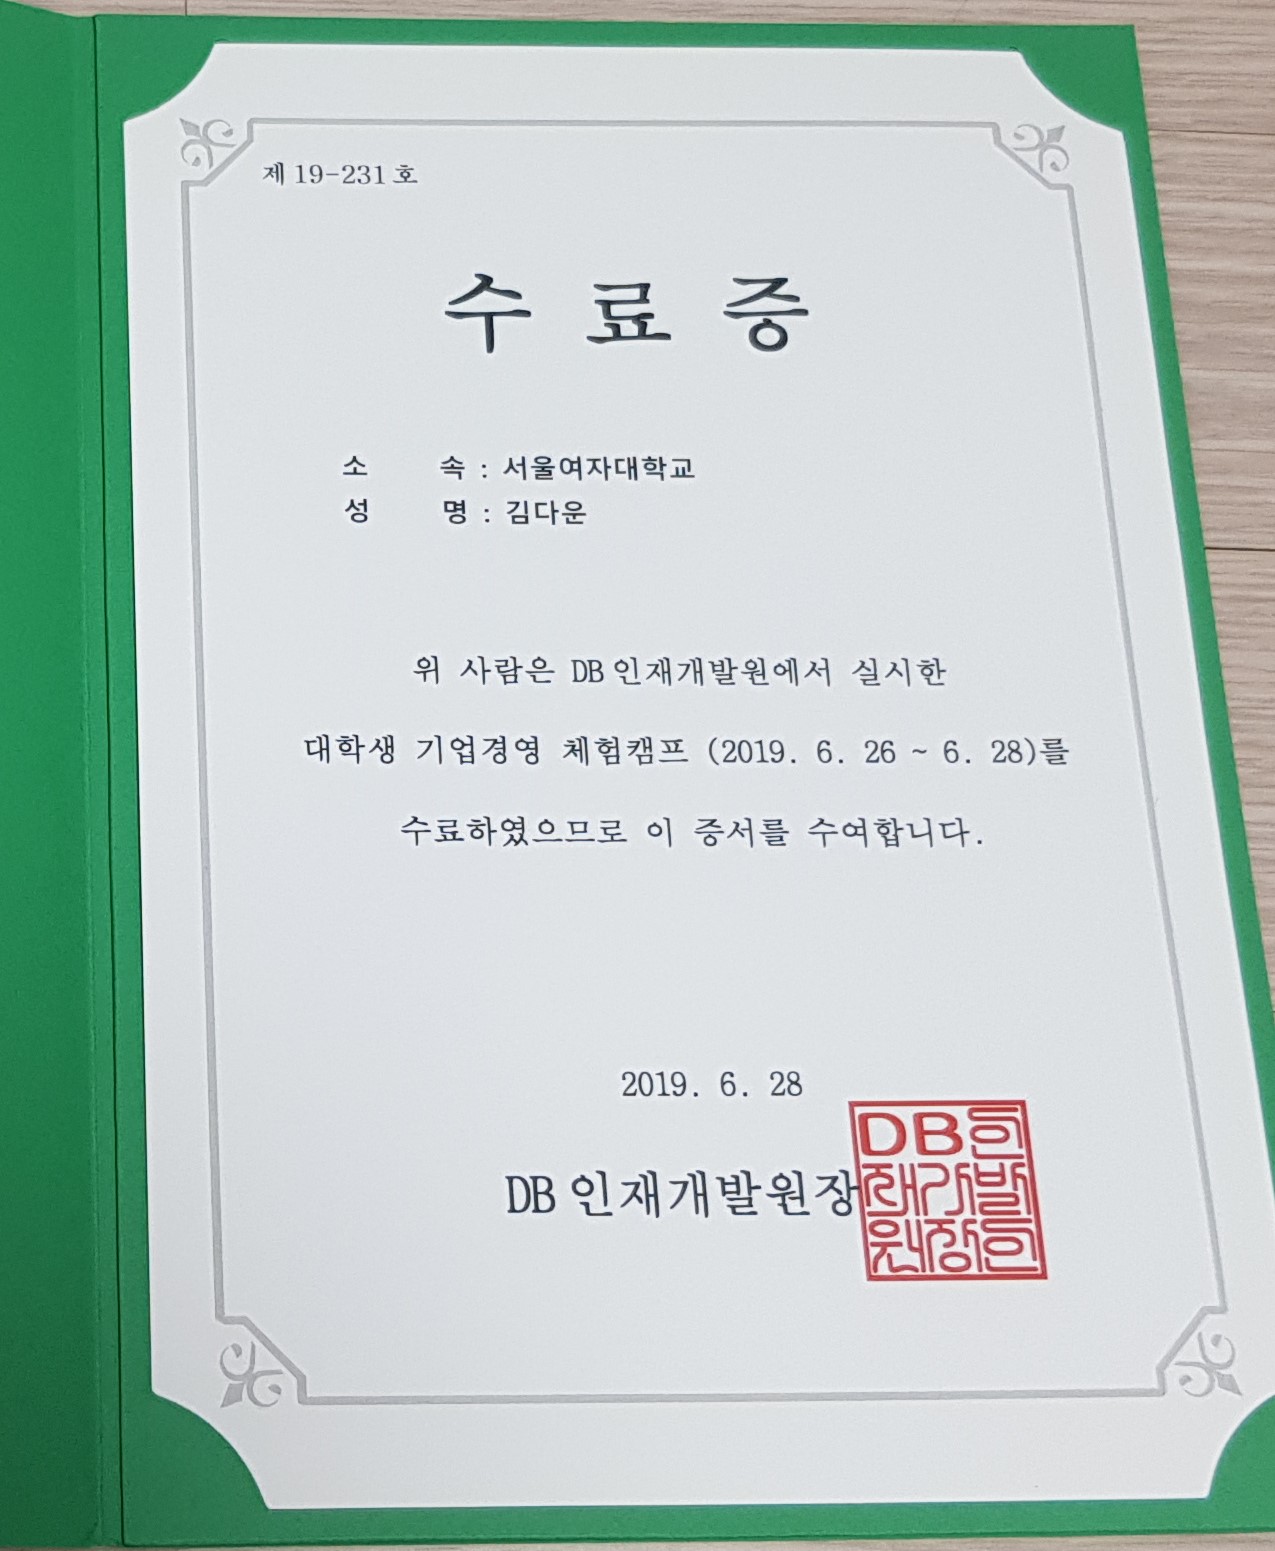 제 19-231 호
수 료 증
소 속 : 서울여자대학교
성 명 : 김다운
위 사람은 DB 인재개발원에서 실시한
대학생 기업경영 체험캠프 (2019. 6. 26 ~ 6. 28)를
수료하였으므로 이 증서를 수여합니다.
2019. 6. 28
DB 인재개발원장
DB인
재개발
원장인